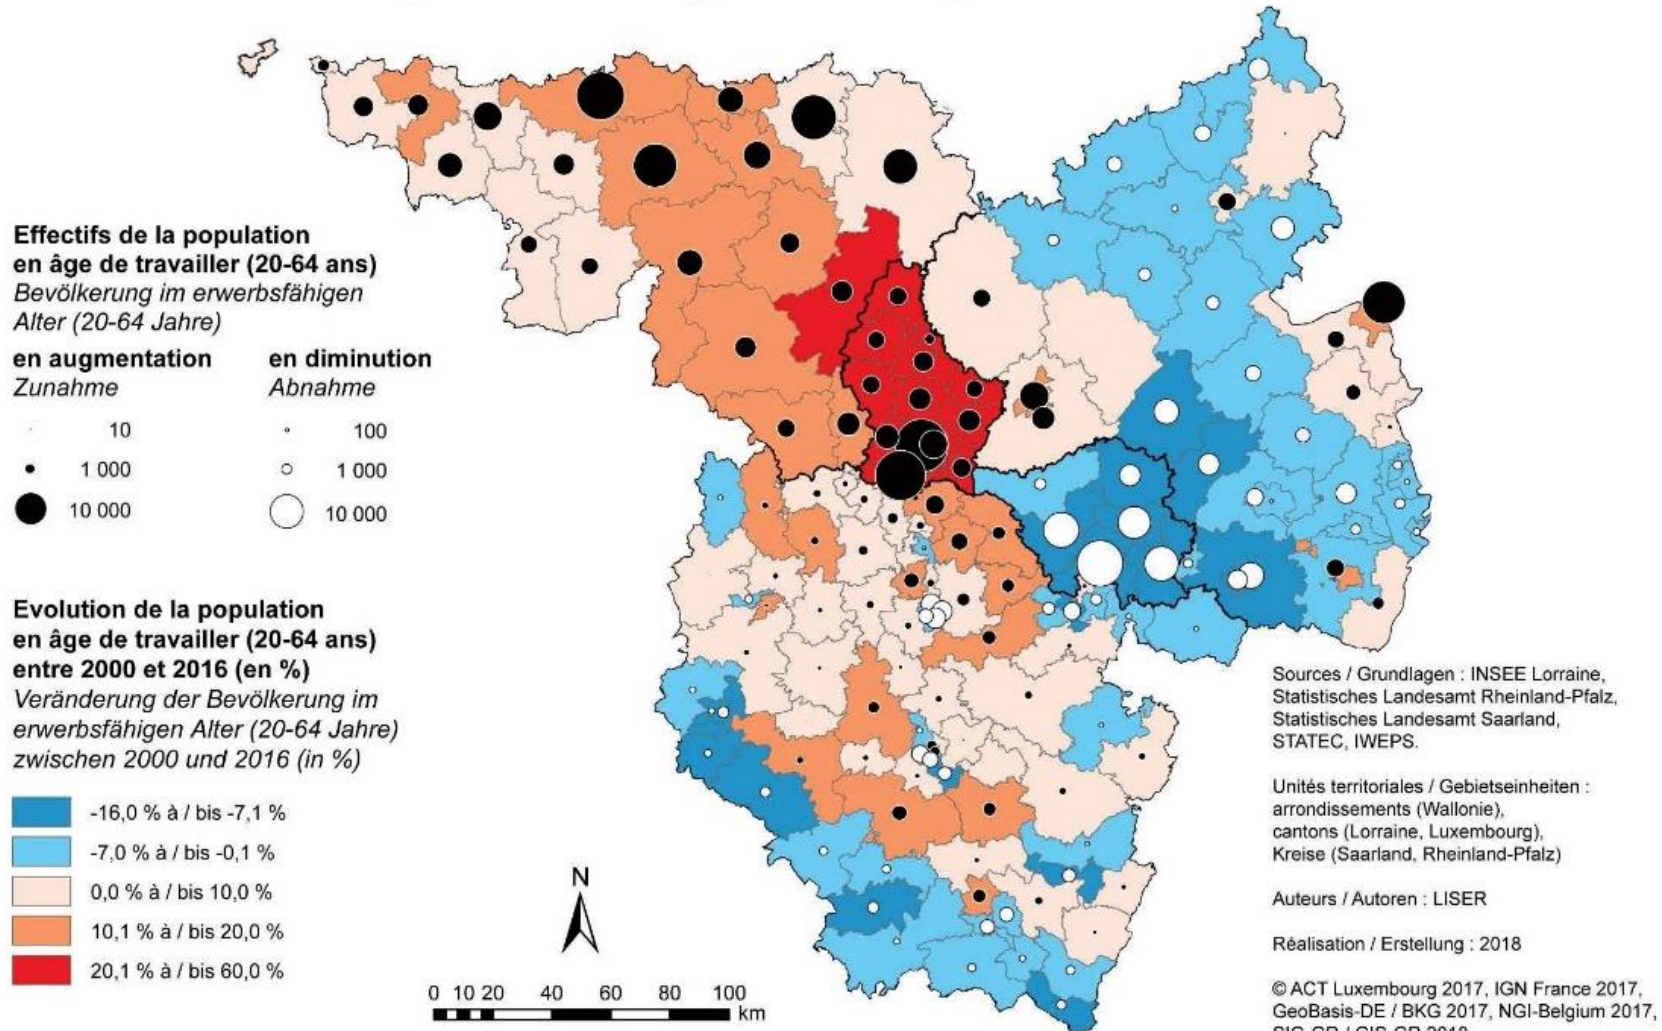 Effectifs de la population
en âge de travailler (20-64 ans)
Bevölkerung im erwerbsfähigen
Alter (20-64 Jahre)
en augmentation
Zunahme
10
1 000
10 000
en diminution
Abnahme
100
1 000
10 000
Evolution de la population
en âge de travailler (20-64 ans)
entre 2000 et 2016 (en %)
Veränderung der Bevölkerung im
erwerbsfähigen Alter (20-64 Jahre)
zwischen 2000 und 2016 (in %)
-16,0 % à / bis -7,1 %
-7,0 % à / bis -0,1 %
0,0 % à / bis 10,0 %
10,1 % à / bis 20,0 %
20,1 % à / bis 60,0 %
N
0 10 20 40 60 80 100
km
Sources / Grundlagen : INSEE Lorraine,
Statistisches Landesamt Rheinland-Pfalz,
Statistisches Landesamt Saarland,
STATEC, IWEPS.
Unités territoriales / Gebietseinheiten :
arrondissements (Wallonie),
cantons (Lorraine, Luxembourg),
Kreise (Saarland, Rheinland-Pfalz)
Auteurs / Autoren : LISER
Réalisation / Erstellung : 2018
© ACT Luxembourg 2017, IGN France 2017,
GeoBasis-DE / BKG 2017, NGI-Belgium 2017,
SIG-GR / GIS-GR 2018